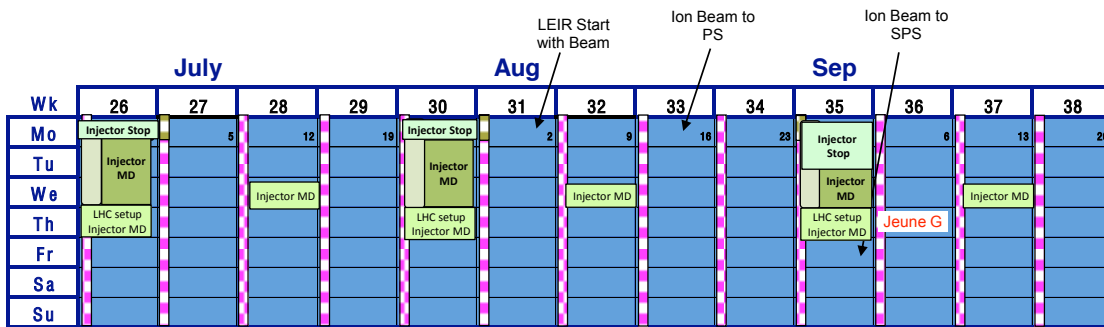 LEIR Start
with Beam
Ion Beam to
PS
Ion Beam to
SPS
July Aug Sep
Wk 26 27 28 29 30 31 32 33 34 35 36 37 38
Mo Injector Stop 5 12 19 Injector Stop 2 9 16 23 Injector Stop 6 13 20
Tu Injector MD Injector MD
We Injector MD Injector MD Injector MD Injector MD
Th LHC setup LHC setup LHC setup Jeune G
Injector MD Injector MD Injector MD
Fr
Sa
Su